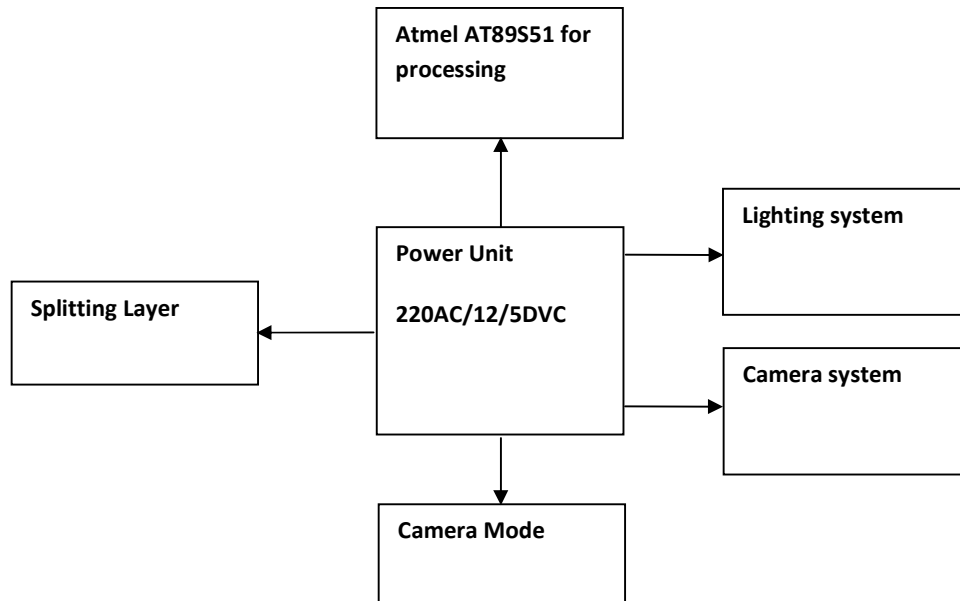 Atmel AT89S51 for
processing
Lighting system
Power Unit
220AC/12/5DVC
Splitting Layer
Camera system
Camera Mode